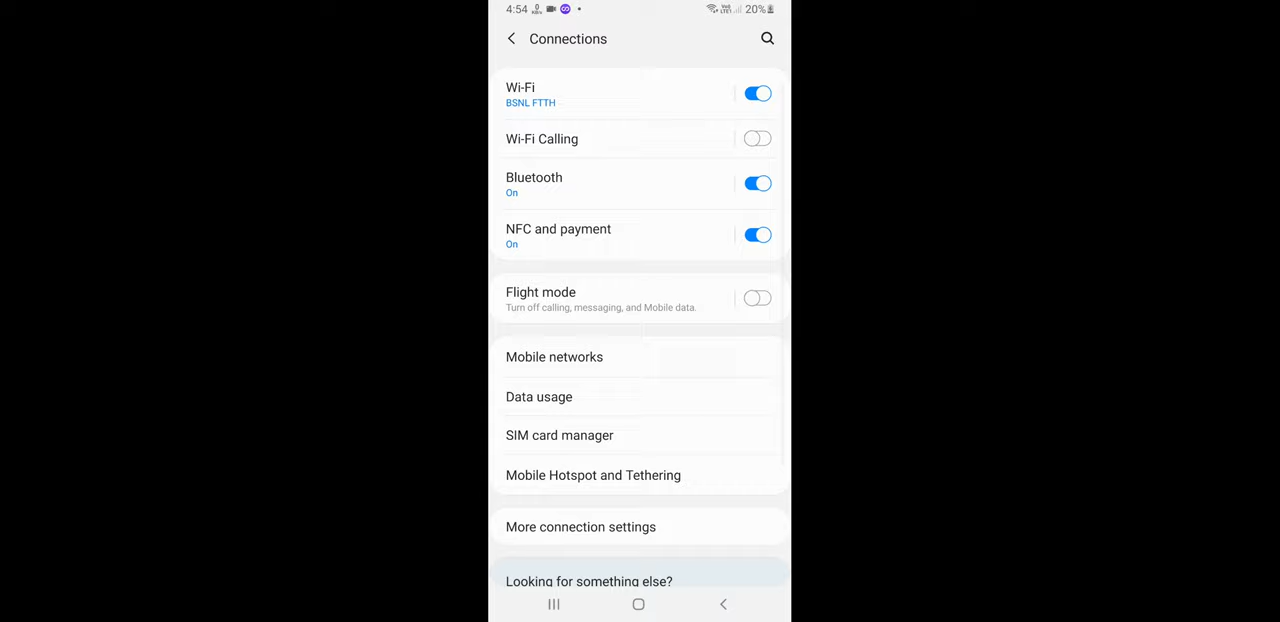 4:54 20%
Connections
Wi-Fi
BSNL FTTH
Wi-Fi Calling
Bluetooth
On
NFC and payment
On
Flight mode
Turn off calling, messaging, and Mobile data.
Mobile networks
Data usage
SIM card manager
Mobile Hotspot and Tethering
More connection settings
Looking for something else?